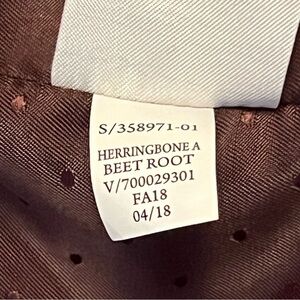 S/358971-01
HERRINGBONE A
BEET ROOT
V/700029301
FA18
04/18